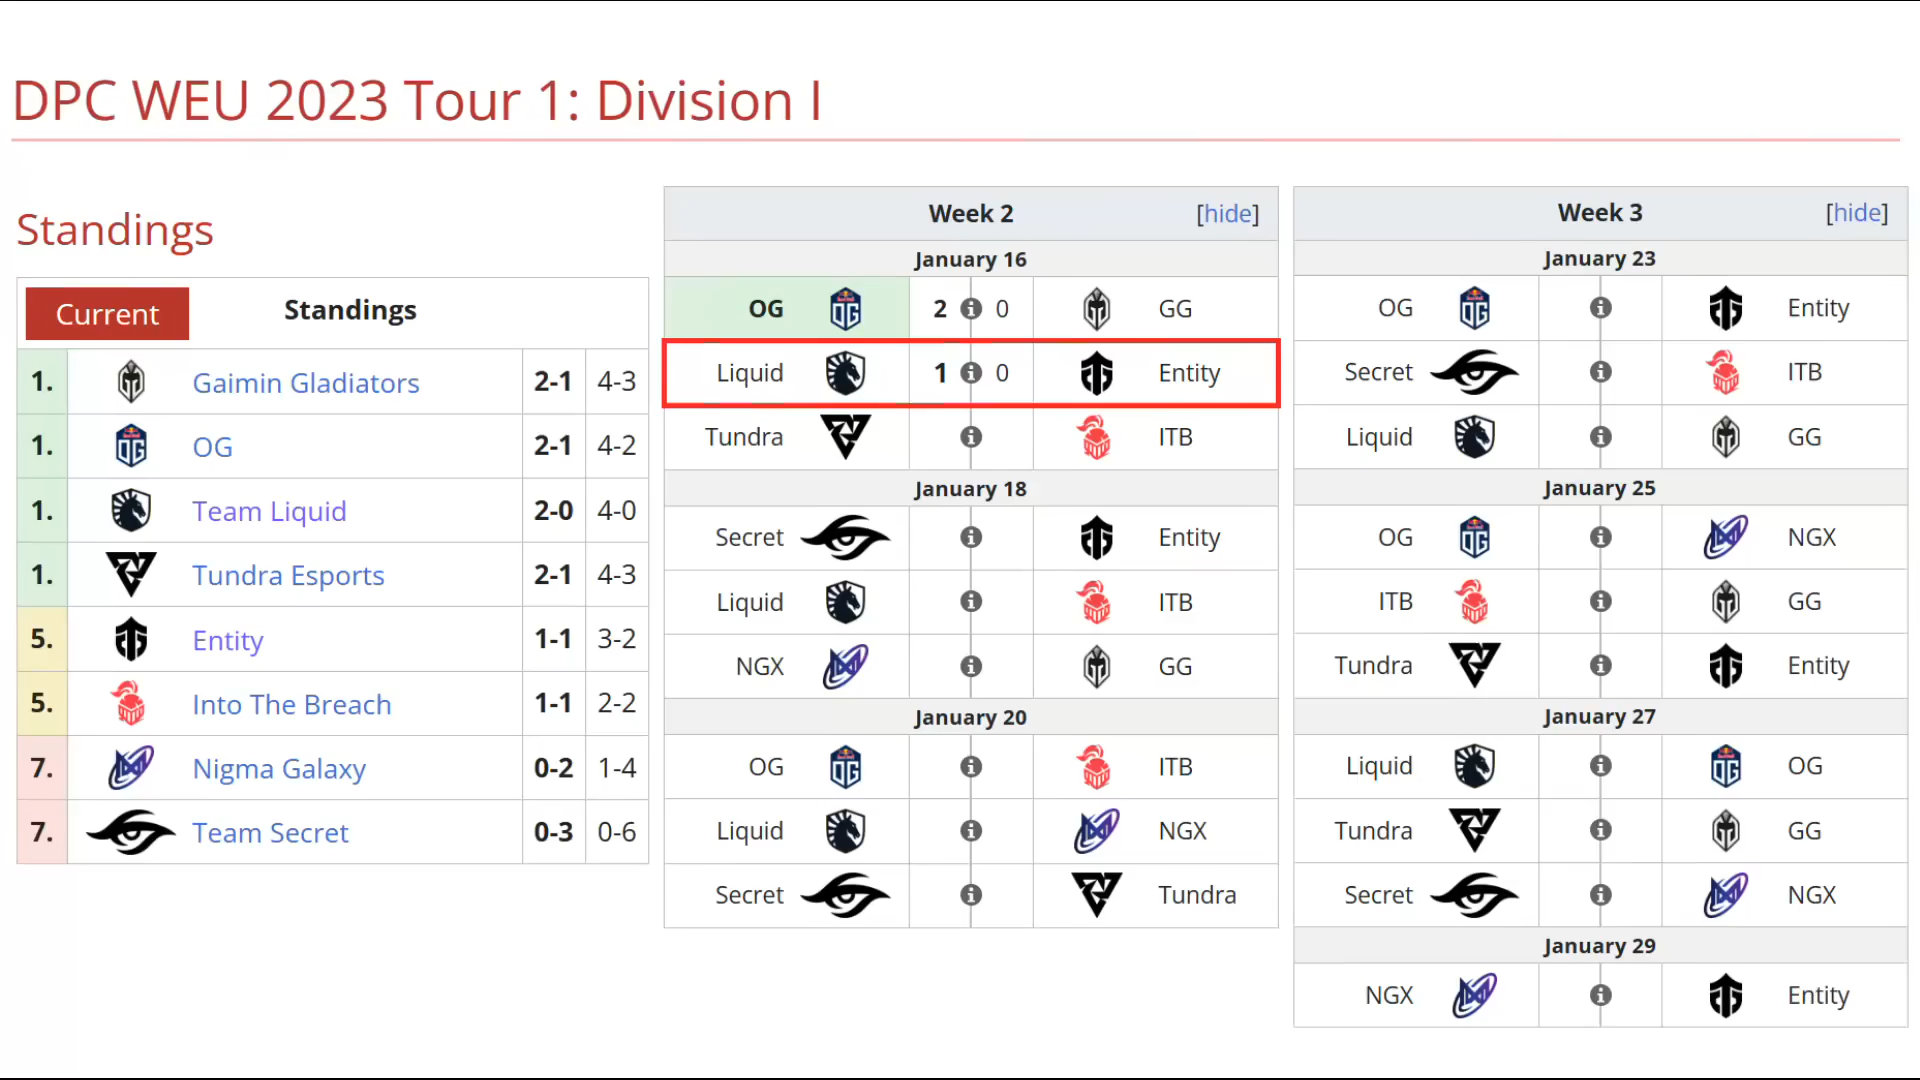 DPC WEU 2023 Tour 1: Division I
Standings
Current Standings
1. Gaimin Gladiators 2-1 4-3
1. OG 2-1 4-2
1. Team Liquid 2-0 4-0
1. Tundra Esports 2-1 4-3
5. Entity 1-1 3-2
5. Into The Breach 1-1 2-2
7. Nigma Galaxy 0-2 1-4
7. Team Secret 0-3 0-6
Week 2 [hide]
January 16
OG 2 0 GG
Liquid 1 0 Entity
Tundra ITB
January 18
Secret Entity
Liquid ITB
NGX GG
January 20
OG ITB
Liquid NGX
Secret Tundra
Week 3 [hide]
January 23
OG Entity
Secret ITB
Liquid GG
January 25
OG NGX
ITB GG
Tundra Entity
January 27
Liquid OG
Tundra GG
Secret NGX
January 29
NGX Entity